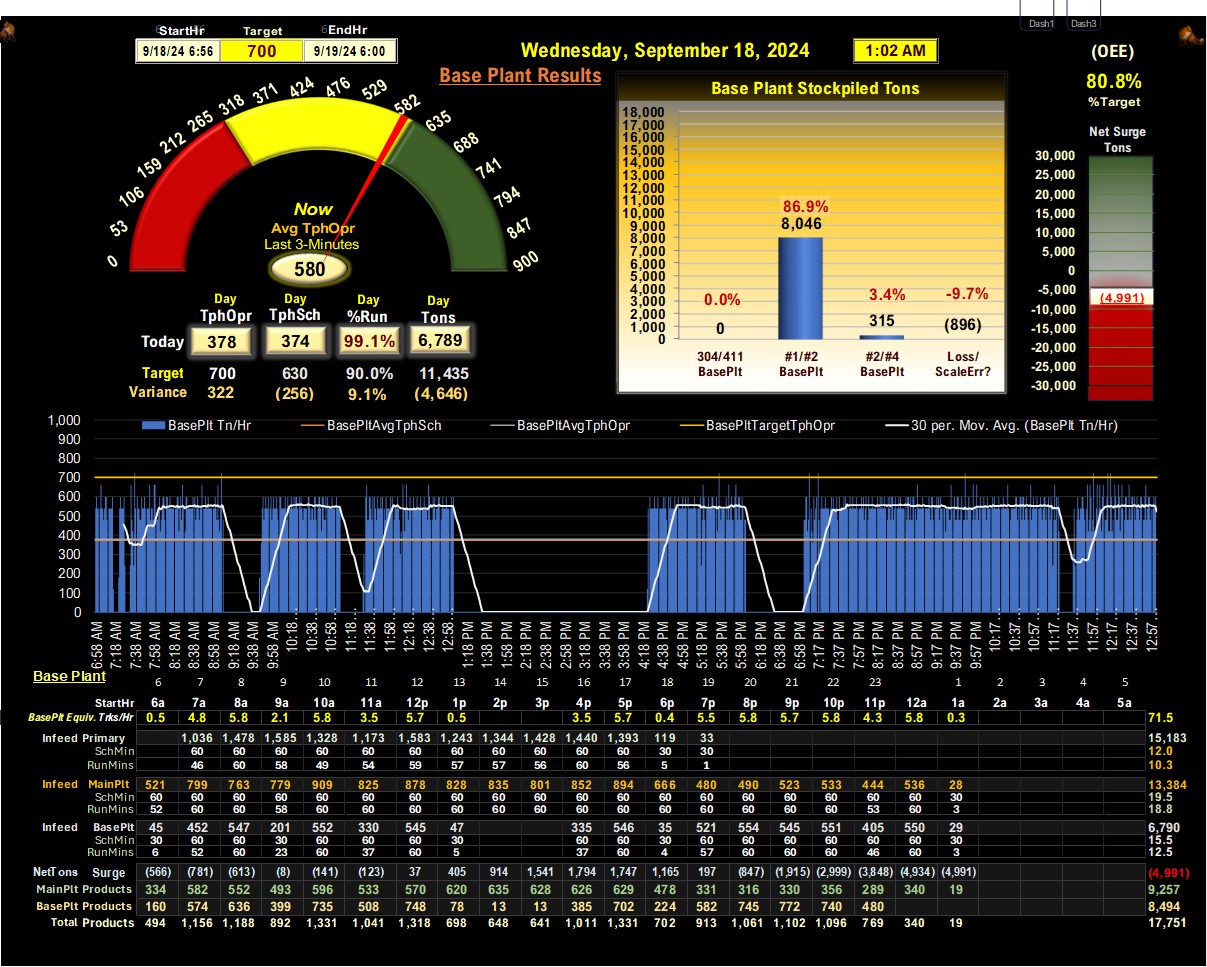 Dash1 Dash3
StartHr Target EndHr
9/18/24 6:56 700 9/19/24 6:00
Wednesday, September 18, 2024 1:02 AM
(OEE)
80.8%
%Target
Base Plant Results
0 53 106 159 212 265 318 371 424 476 529 582 635 688 741 794 847 900
Now
Avg TphOpr
Last 3-Minutes
580
Day Day Day Day
TphOpr TphSch %Run Tons
Today 378 374 99.1% 6,789
Target 700 630 90.0% 11,435
Variance 322 (256) 9.1% (4,646)
Base Plant Stockpiled Tons
18,000
17,000
16,000
15,000
14,000
13,000
12,000
11,000
10,000
9,000
8,000
7,000
6,000
5,000
4,000
3,000
2,000
1,000
0
0.0% 86.9% 3.4% -9.7%
0 8,046 315 (896)
304/411 #1/#2 #2/#4 Loss/
BasePlt BasePlt BasePlt ScaleErr?
Net Surge
Tons
30,000
25,000
20,000
15,000
10,000
5,000
0
-5,000
(4,991)
-10,000
-15,000
-20,000
-25,000
-30,000
BasePlt Tn/Hr BasePltAvgTphSch BasePltAvgTphOpr BasePltTargetTphOpr 30 per. Mov. Avg. (BasePlt Tn/Hr)
1,000
900
800
700
600
500
400
300
200
100
0
6:58 AM 7:18 AM 7:38 AM 7:58 AM 8:18 AM 8:38 AM 8:58 AM 9:18 AM 9:38 AM 9:58 AM 10:18… 10:38… 10:58… 11:18… 11:38… 11:58… 12:18… 12:38… 12:58… 1:18 PM 1:38 PM 1:58 PM 2:18 PM 2:38 PM 2:58 PM 3:18 PM 3:38 PM 3:58 PM 4:18 PM 4:38 PM 4:58 PM 5:18 PM 5:38 PM 5:58 PM 6:18 PM 6:38 PM 6:58 PM 7:17 PM 7:37 PM 7:57 PM 8:17 PM 8:37 PM 8:57 PM 9:17 PM 9:37 PM 9:57 PM 10:17… 10:37… 10:57… 11:17… 11:37… 11:57… 12:17… 12:37… 12:57…
Base Plant
6 7 8 9 10 11 12 13 14 15 16 17 18 19 20 21 22 23 1 2 3 4 5
StartHr 6a 7a 8a 9a 10a 11a 12p 1p 2p 3p 4p 5p 6p 7p 8p 9p 10p 11p 12a 1a 2a 3a 4a 5a
BasePlt Equiv. Trks/Hr 0.5 4.8 5.8 2.1 5.8 3.5 5.7 0.5 3.5 5.7 0.4 5.5 5.8 5.7 5.8 4.3 5.8 0.3 71.5
Infeed Primary 1,036 1,478 1,585 1,328 1,173 1,583 1,243 1,344 1,428 1,440 1,393 119 33 15,183
SchMin 60 60 60 60 60 60 60 60 60 60 60 30 30 12.0
RunMins 46 60 58 49 54 59 57 57 56 60 56 5 1 10.3
Infeed MainPlt 521 799 763 779 909 825 878 828 835 801 852 894 666 480 490 523 533 444 536 28 13,384
SchMin 60 60 60 60 60 60 60 60 60 60 60 60 60 60 60 60 60 60 60 30 19.5
RunMins 52 60 60 58 60 60 60 60 60 60 60 60 60 60 60 60 60 53 60 3 18.8
Infeed BasePlt 45 452 547 201 552 330 545 47 335 546 35 521 554 545 551 405 550 29 6,790
SchMin 30 60 60 30 60 60 60 30 60 60 30 60 60 60 60 60 60 30 15.5
RunMins 6 52 60 23 60 37 60 5 37 60 4 57 60 60 60 46 60 3 12.5
NetTons Surge (566) (781) (613) (8) (141) (123) 37 405 914 1,541 1,794 1,747 1,165 197 (847) (1,915) (2,999) (3,848) (4,934) (4,991) (4,991)
MainPlt Products 334 582 552 493 596 533 570 620 635 628 626 629 478 331 316 330 356 289 340 19 9,257
BasePlt Products 160 574 636 399 735 508 748 78 13 13 385 702 224 582 745 772 740 480 8,494
Total Products 494 1,156 1,188 892 1,331 1,041 1,318 698 648 641 1,011 1,331 702 913 1,061 1,102 1,096 769 340 19 17,751